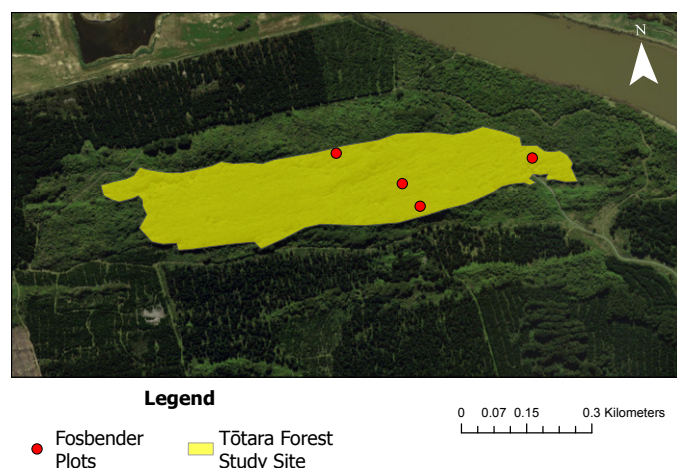 N
Legend
0 0.07 0.15 0.3 Kilometers
Fosbender
Plots
Tōtara Forest
Study Site